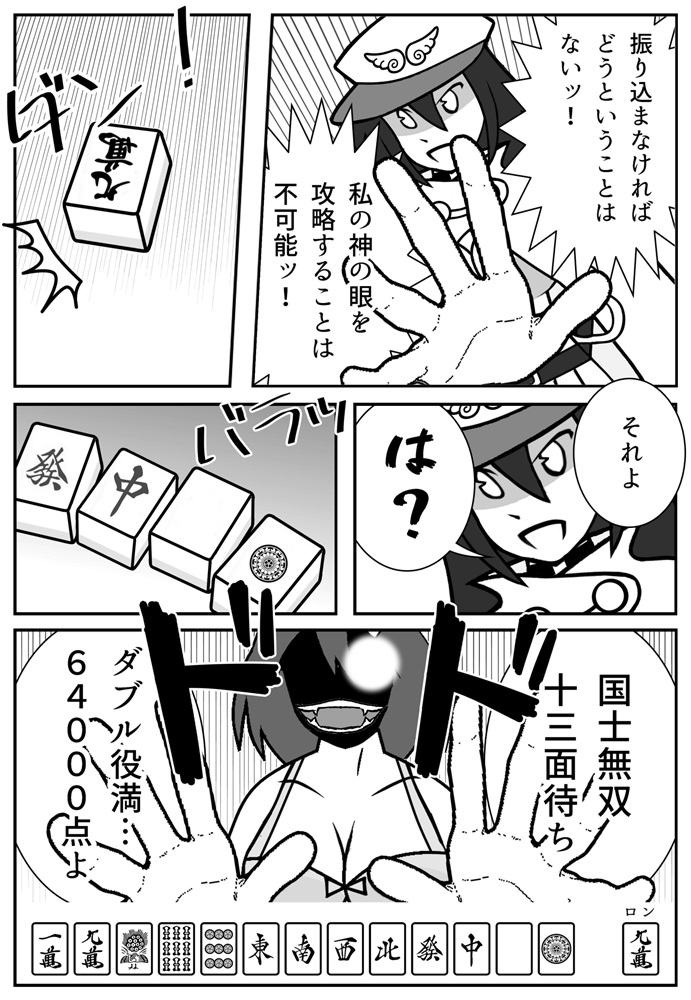 振り込まなければ
どうということは
ないッ！
私の神の眼を
攻略することは
不可能ッ！
！
ダンッ
九萬
それよ
は？
バラッ
發
中
ドドド
国士無双
十三面待ち
ダブル役満…
６４０００点よ
ロン
一萬 九萬 東 南 西 北 發 中 九萬